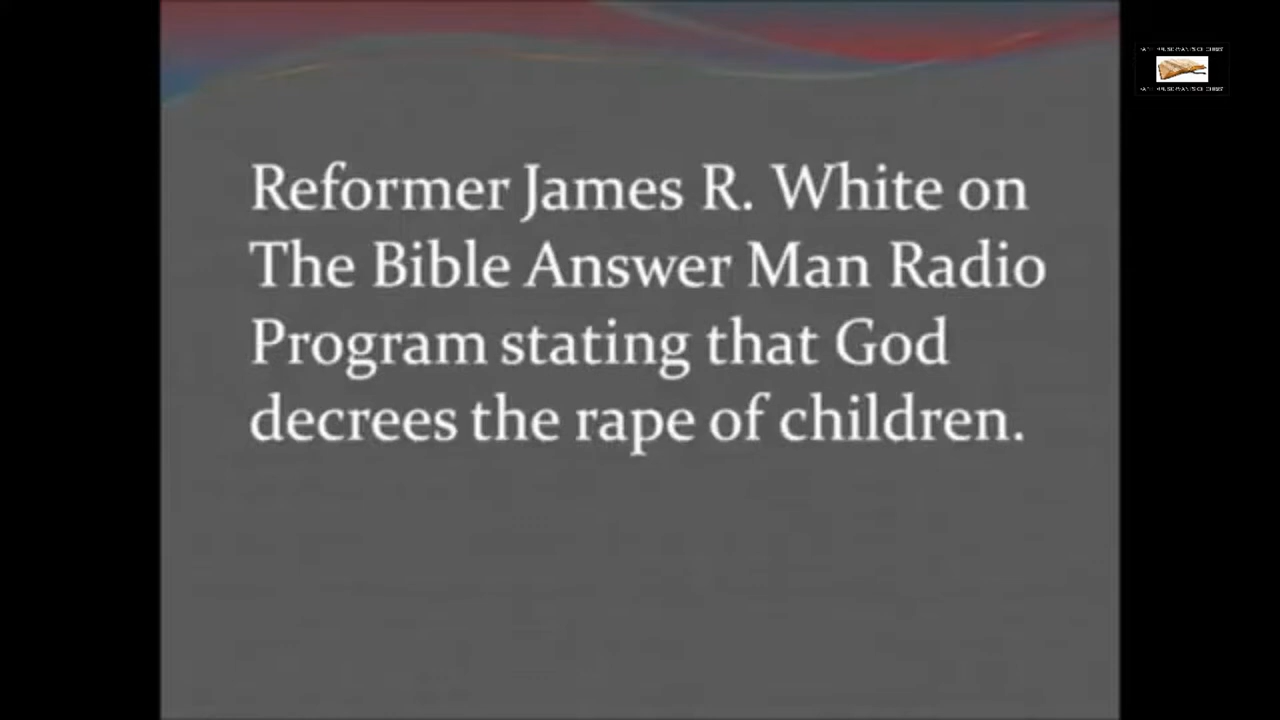 Reformer James R. White on
The Bible Answer Man Radio
Program stating that God
decrees the rape of children.